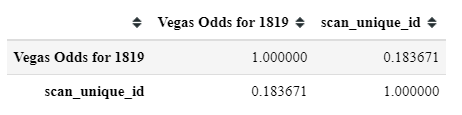 Vegas Odds for 1819 scan_unique_id
Vegas Odds for 1819 1.000000 0.183671
scan_unique_id 0.183671 1.000000